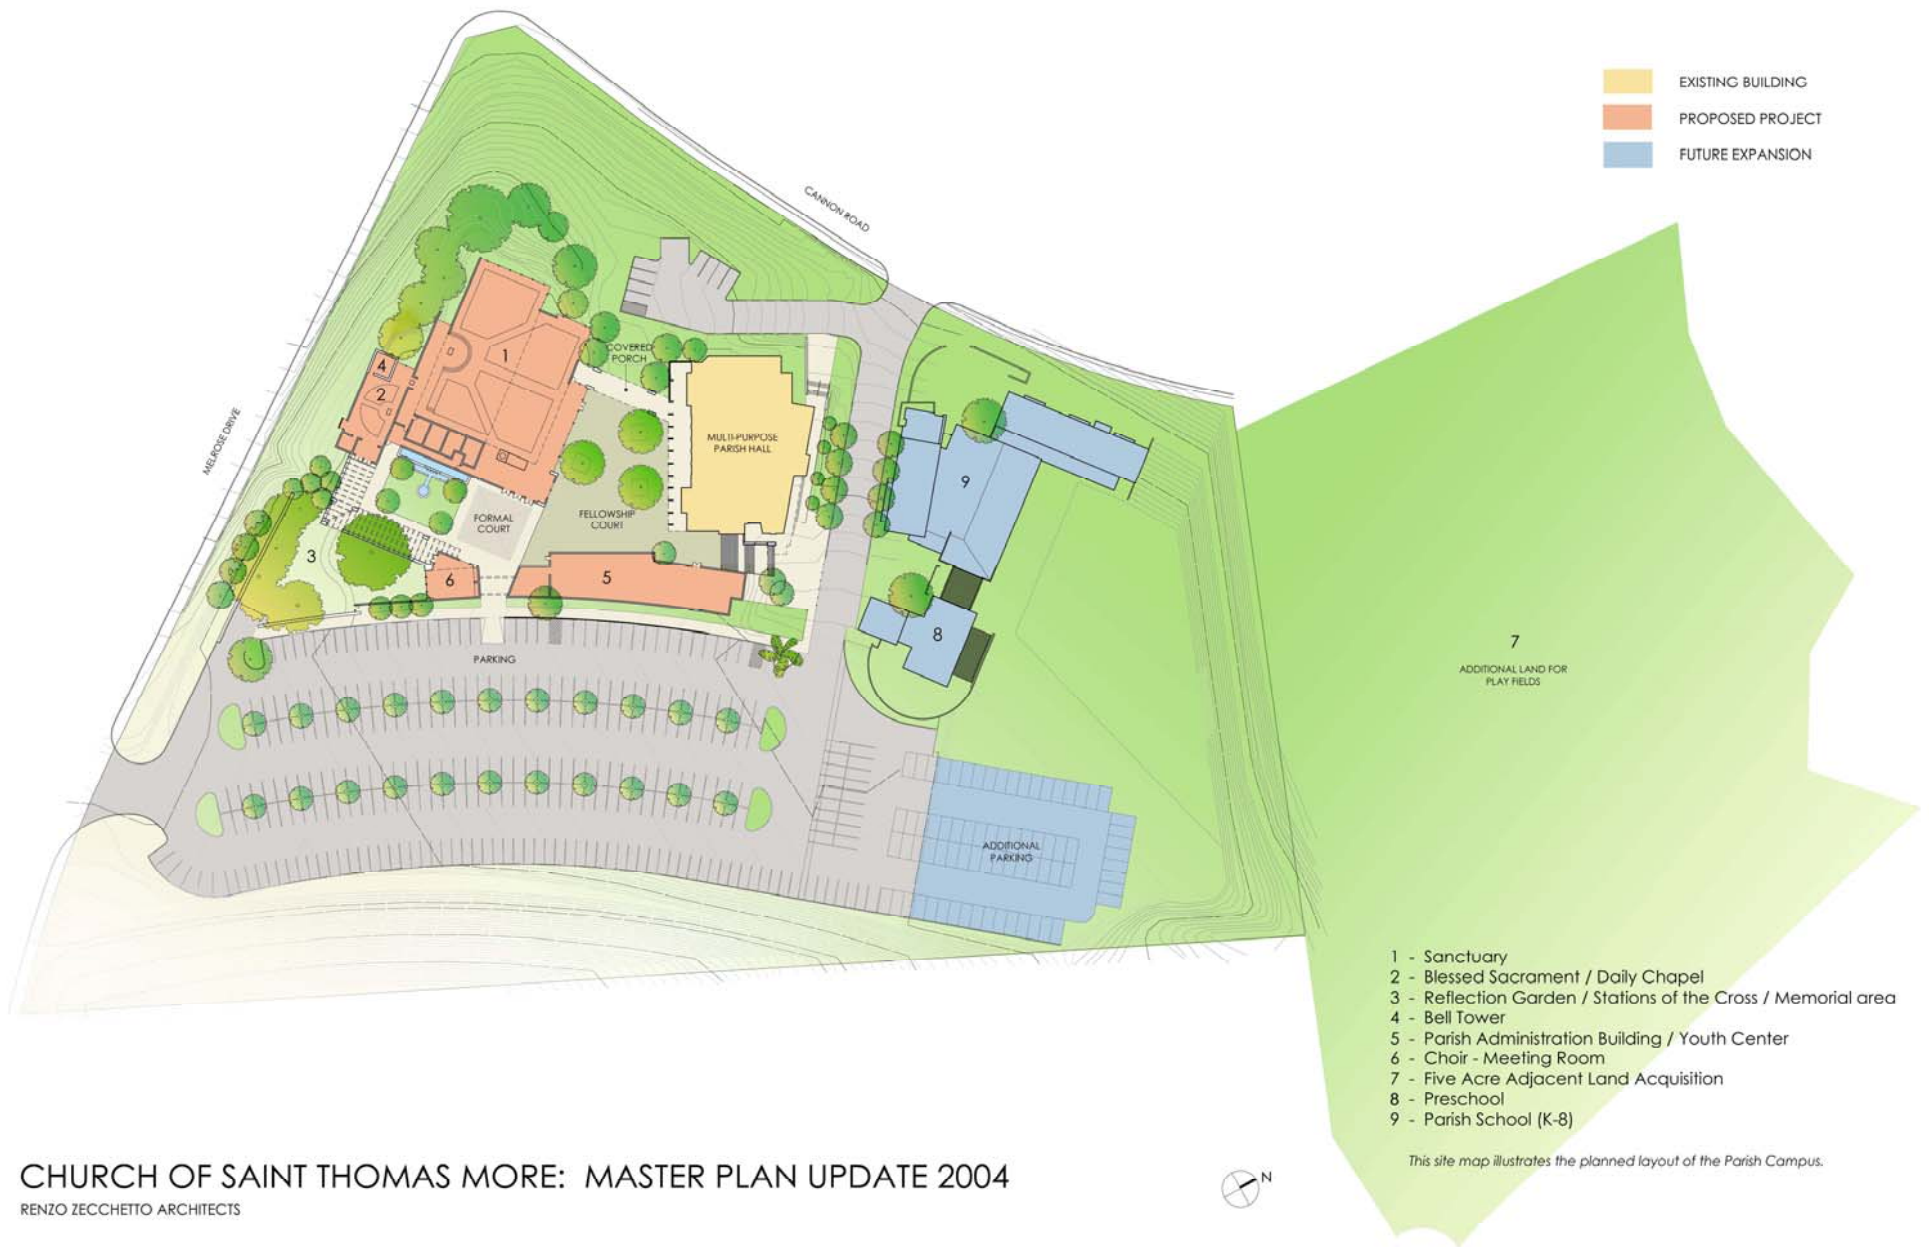 EXISTING BUILDING
PROPOSED PROJECT
FUTURE EXPANSION
CANNON ROAD
MELROSE DRIVE
COVERED
PORCH
1
4
2
MULTI-PURPOSE
PARISH HALL
9
FORMAL
COURT
FELLOWSHIP
COURT
3
6
5
8
7
ADDITIONAL LAND FOR
PLAY FIELDS
PARKING
ADDITIONAL
PARKING
1 - Sanctuary
2 - Blessed Sacrament / Daily Chapel
3 - Reflection Garden / Stations of the Cross / Memorial area
4 - Bell Tower
5 - Parish Administration Building / Youth Center
6 - Choir - Meeting Room
7 - Five Acre Adjacent Land Acquisition
8 - Preschool
9 - Parish School (K-8)
This site map illustrates the planned layout of the Parish Campus.
CHURCH OF SAINT THOMAS MORE: MASTER PLAN UPDATE 2004
RENZO ZECCHETTO ARCHITECTS
N